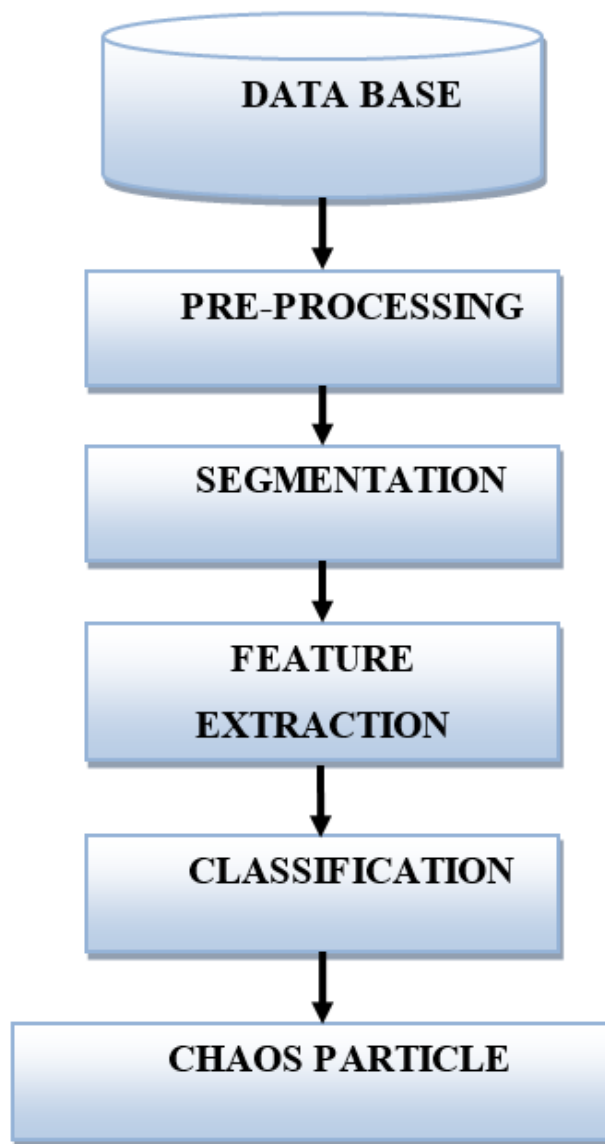 DATA BASE
PRE-PROCESSING
SEGMENTATION
FEATURE
EXTRACTION
CLASSIFICATION
CHAOS PARTICLE